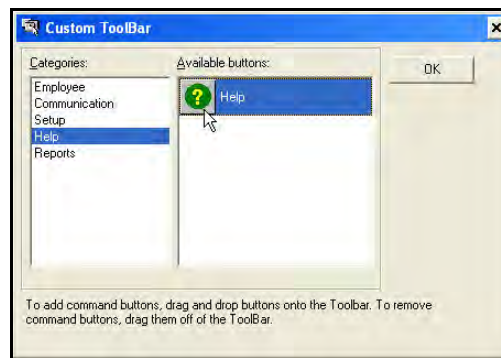 Custom ToolBar
Categories:
Available buttons:
OK
Employee
Communication
Setup
Help
Reports
? Help
To add command buttons, drag and drop buttons onto the Toolbar. To remove
command buttons, drag them off of the ToolBar.